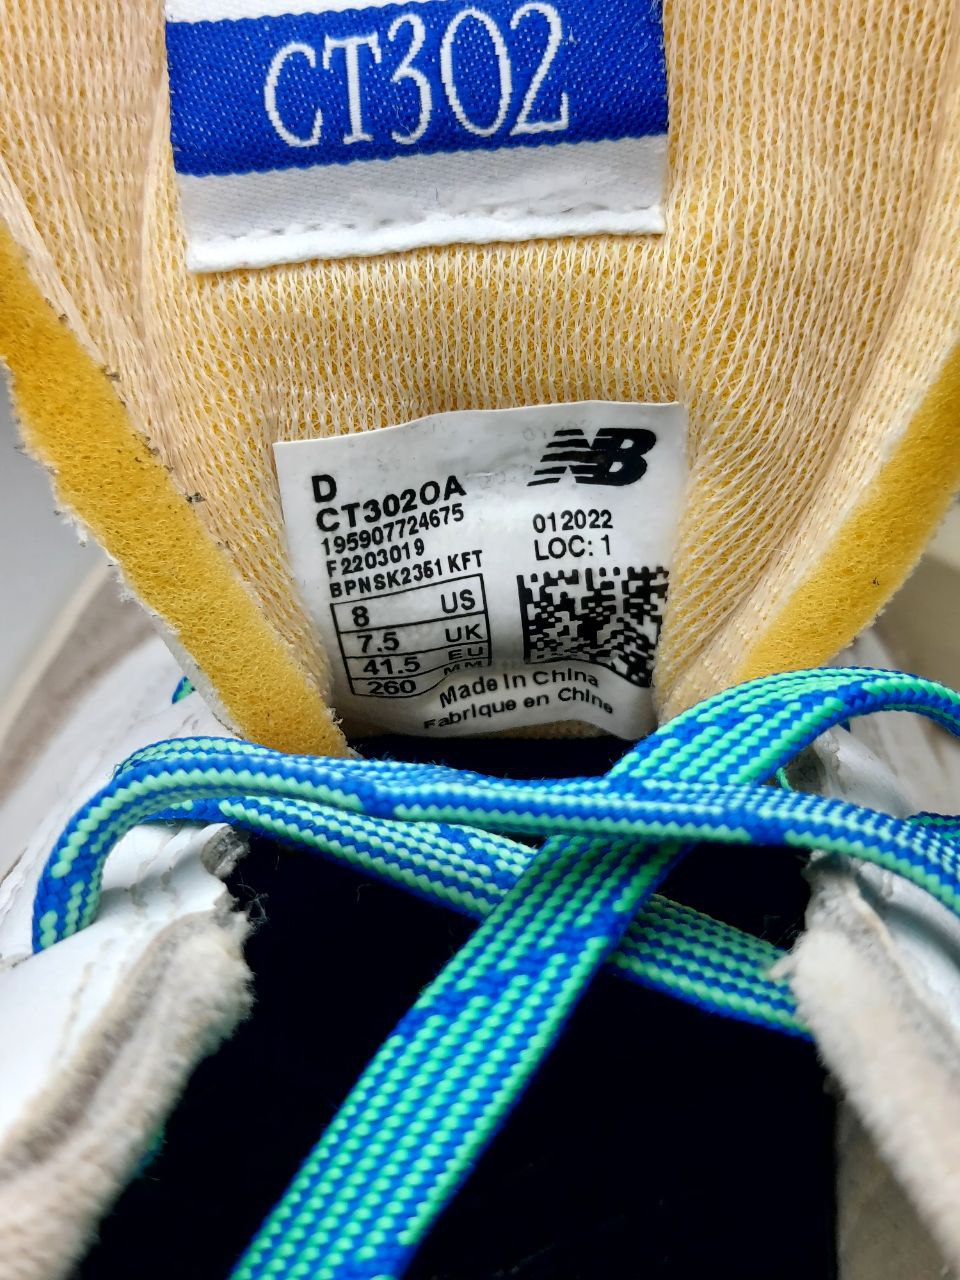 CT302
NB
D
CT302OA
195907724675
F2203019
BPNSK2361 KFT
012022
LOC: 1
8 US
7.5 UK
41.5 EU
260 MM
Made In China
Fabrique en Chine